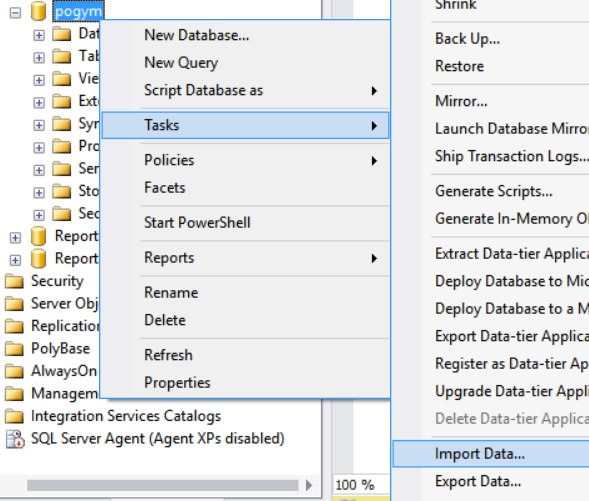 pogym
New Database...
New Query
Script Database as
Tasks
Policies
Facets
Start PowerShell
Reports
Rename
Delete
Refresh
Properties
Shrink
Back Up...
Restore
Mirror...
Launch Database Mirro
Ship Transaction Logs...
Generate Scripts...
Generate In-Memory O
Extract Data-tier Applica
Deploy Database to Mic
Deploy Database to a M
Export Data-tier Applica
Register as Data-tier Ap
Upgrade Data-tier Appli
Delete Data-tier Applica
Import Data...
Export Data...
Dat
Tab
Vie
Exte
Syn
Pro
Ser
Sto
Sec
Report
Report
Security
Server Obj
Replication
PolyBase
AlwaysOn
Managem
Integration Services Catalogs
SQL Server Agent (Agent XPs disabled)
100 %